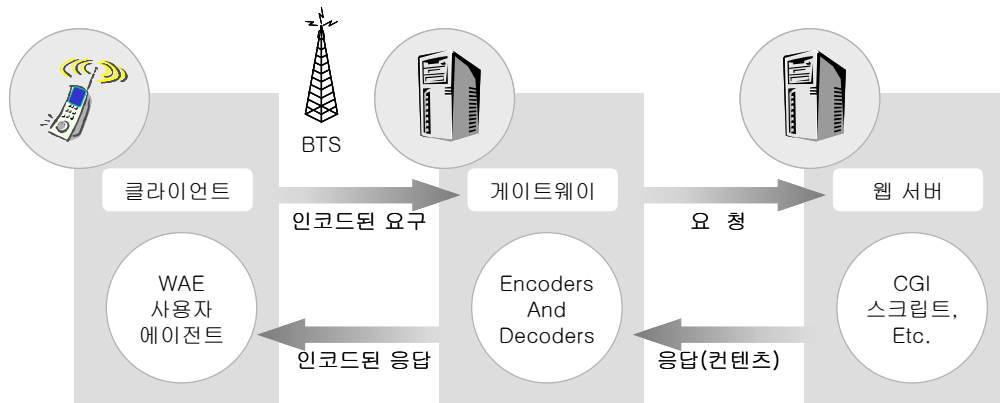 BTS
클라이언트
인코드된 요구
게이트웨이
요 청
웹 서버
WAE
사용자
에이전트
인코드된 응답
Encoders
And
Decoders
응답(컨텐츠)
CGI
스크립트,
Etc.